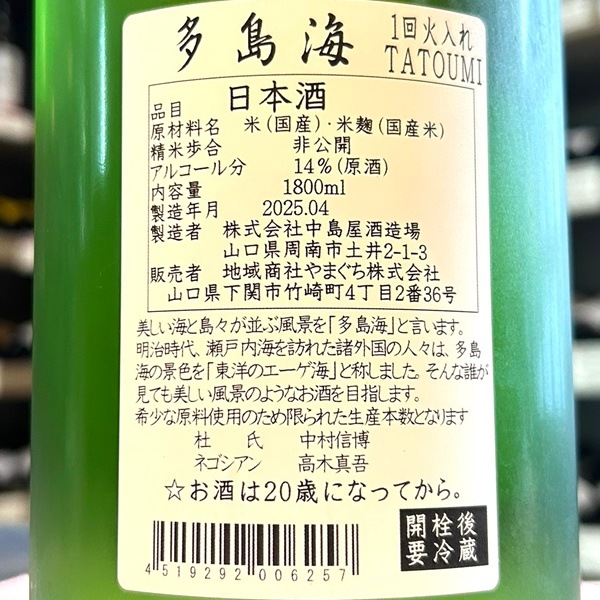 多島海 1回火入れ
TATOUMI
品目 日本酒
原材料名 米(国産)・米麹(国産米)
精米歩合 非公開
アルコール分 14%(原酒)
内容量 1800ml
製造年月 2025.04
製造者 株式会社中島屋酒造場
山口県周南市土井2-1-3
販売者 地域商社やまぐち株式会社
山口県下関市竹崎町4丁目2番36号
美しい海と島々が並ぶ風景を「多島海」と言います。
明治時代、瀬戸内海を訪れた諸外国の人々は、多島
海の景色を「東洋のエーゲ海」と称しました。そんな誰が
見ても美しい風景のようなお酒を目指します。
希少な原料使用のため限られた生産本数となります
杜氏 中村信博
ネゴシアン 高木真吾
☆お酒は20歳になってから。
開栓後
要冷蔵
4 519292 006257